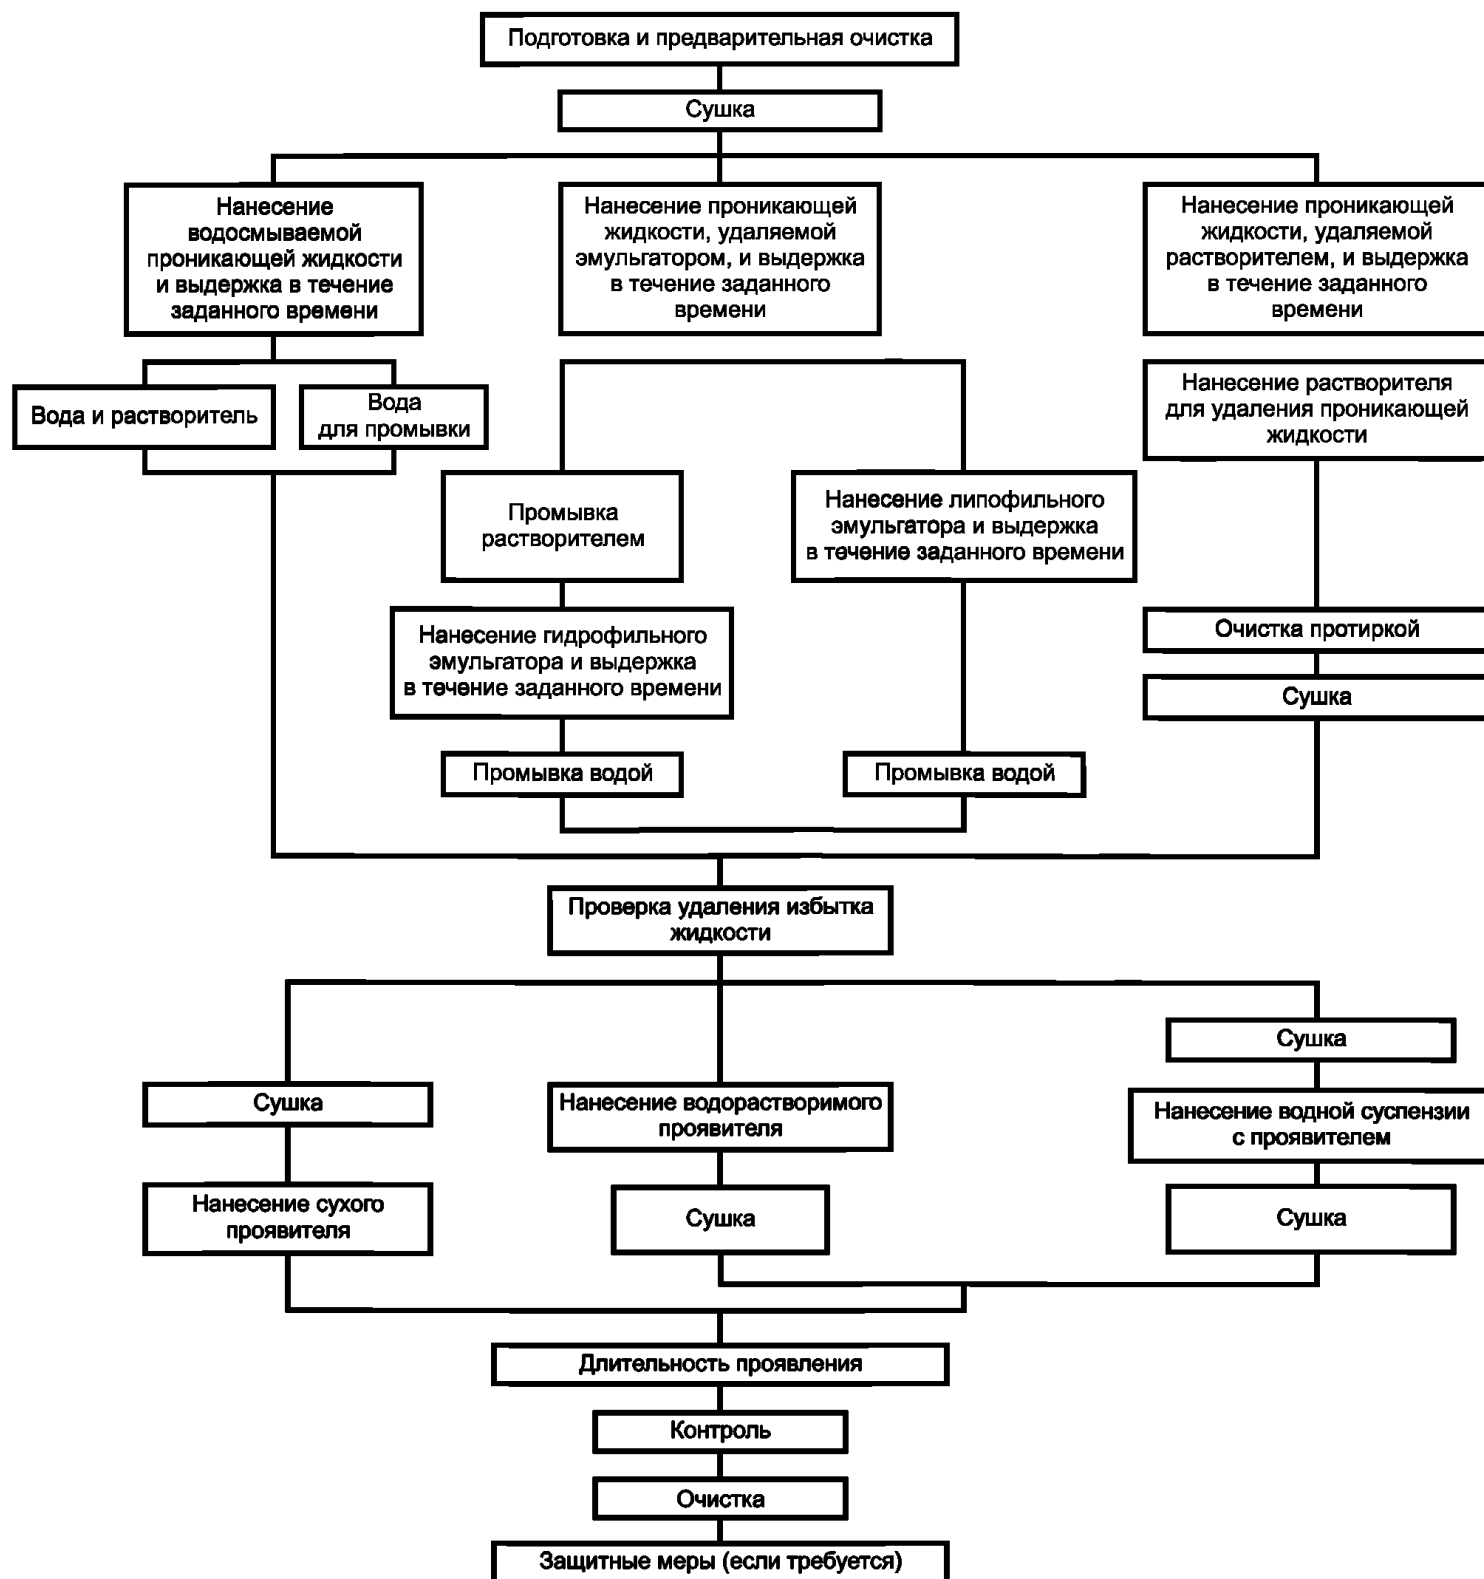 Подготовка и предварительная очистка
Сушка
Нанесение
водосмываемой
проникающей жидкости
и выдержка в течение
заданного времени
Нанесение проникающей
жидкости, удаляемой
эмульгатором, и выдержка
в течение заданного
времени
Нанесение проникающей
жидкости, удаляемой
растворителем, и выдержка
в течение заданного
времени
Вода и растворитель
Вода
для промывки
Нанесение растворителя
для удаления проникающей
жидкости
Промывка
растворителем
Нанесение липофильного
эмульгатора и выдержка
в течение заданного времени
Нанесение гидрофильного
эмульгатора и выдержка
в течение заданного времени
Очистка протиркой
Сушка
Промывка водой
Промывка водой
Проверка удаления избытка
жидкости
Сушка
Сушка
Нанесение водорастворимого
проявителя
Нанесение водной суспензии
с проявителем
Нанесение сухого
проявителя
Сушка
Сушка
Длительность проявления
Контроль
Очистка
Защитные меры (если требуется)